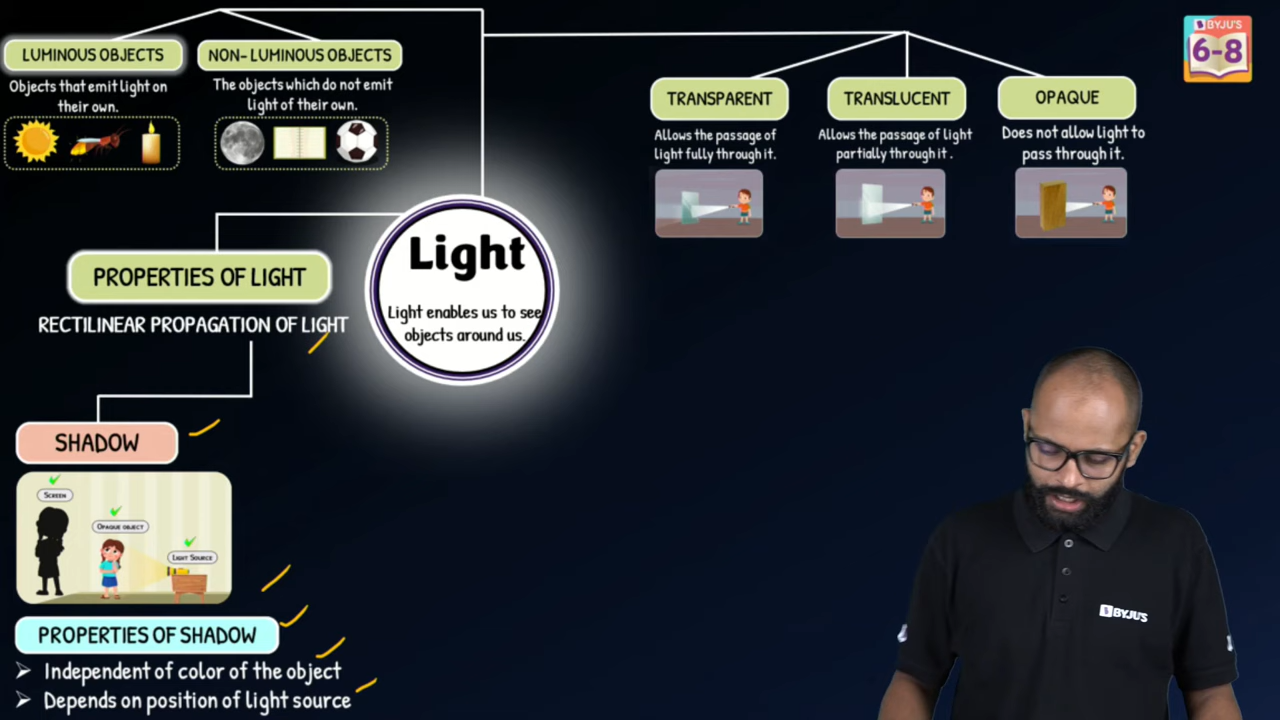 LUMINOUS OBJECTS
Objects that emit light on
their own.
NON-LUMINOUS OBJECTS
The objects which do not emit
light of their own.
TRANSPARENT
Allows the passage of
light fully through it.
TRANSLUCENT
Allows the passage of light
partially through it .
OPAQUE
Does not allow light to
pass through it.
BYJU'S
6-8
Light
Light enables us to see
objects around us.
PROPERTIES OF LIGHT
RECTILINEAR PROPAGATION OF LIGHT
SHADOW
SCREEN
OPAQUE OBJECT
LIGHT SOURCE
PROPERTIES OF SHADOW
➢ Independent of color of the object
➢ Depends on position of light source
BYJU'S